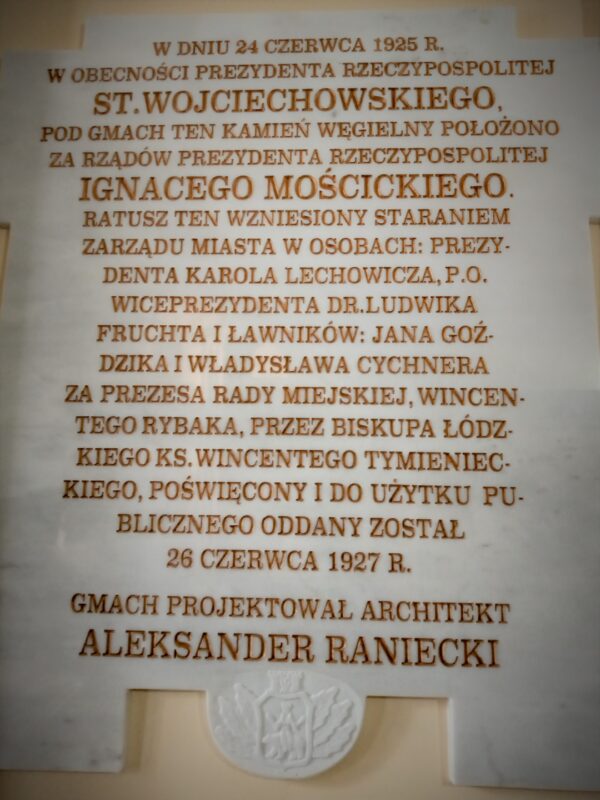 W DNIU 24 CZERWCA 1925 R.
W OBECNOŚCI PREZYDENTA RZECZYPOSPOLITEJ
ST. WOJCIECHOWSKIEGO,
POD GMACH TEN KAMIEŃ WĘGIELNY POŁOŻONO
ZA RZĄDÓW PREZYDENTA RZECZYPOSPOLITEJ
IGNACEGO MOŚCICKIEGO.
RATUSZ TEN WZNIESIONY STARANIEM
ZARZĄDU MIASTA W OSOBACH: PREZY-
DENTA KAROLA LECHOWICZA, P.O.
WICEPREZYDENTA DR. LUDWIKA
FRUCHTA I ŁAWNIKÓW: JANA GOŹ-
DZIKA I WŁADYSŁAWA CYCHNERA
ZA PREZESA RADY MIEJSKIEJ, WINCEN-
TEGO RYBAKA, PRZEZ BISKUPA ŁÓDZ-
KIEGO KS. WINCENTEGO TYMIENIEC-
KIEGO, POŚWIĘCONY I DO UŻYTKU PU-
BLICZNEGO ODDANY ZOSTAŁ
26 CZERWCA 1927 R.
GMACH PROJEKTOWAŁ ARCHITEKT
ALEKSANDER RANIECKI